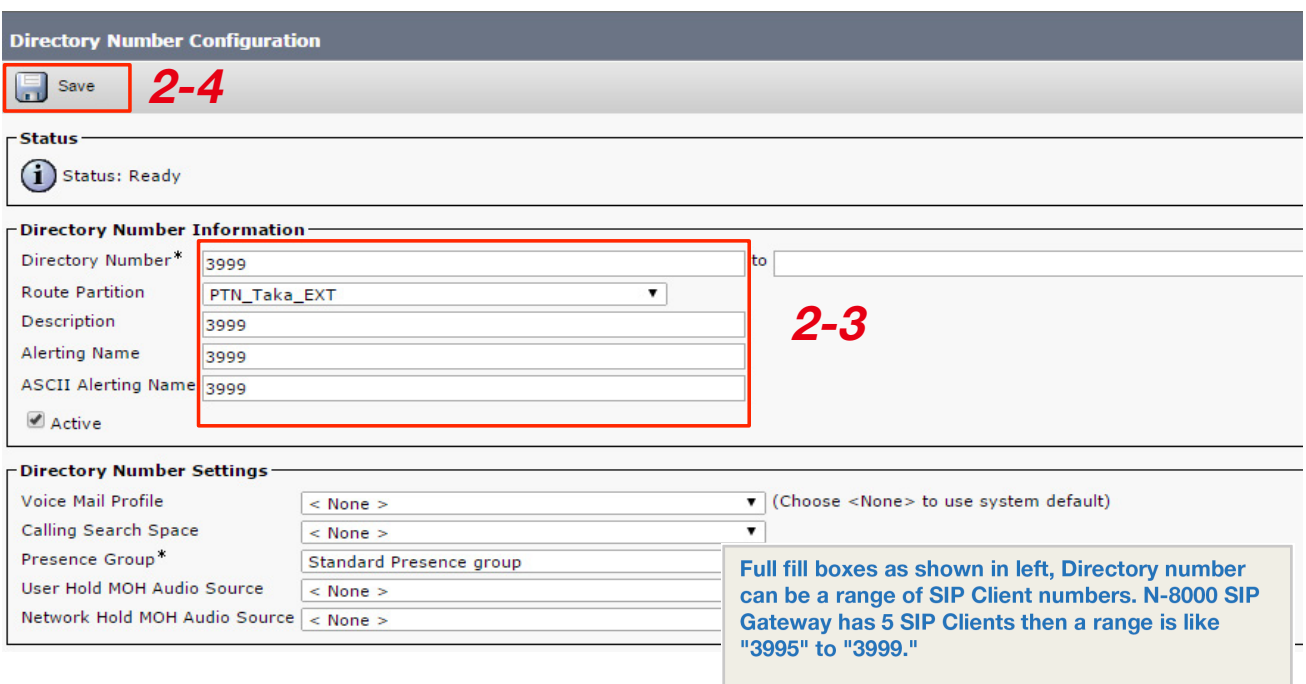 Directory Number Configuration
Save 2-4
Status
Status: Ready
Directory Number Information
Directory Number* 3999 to
Route Partition PTN_Taka_EXT
Description 3999
2-3
Alerting Name 3999
ASCII Alerting Name 3999
Active
Directory Number Settings
Voice Mail Profile < None > (Choose <None> to use system default)
Calling Search Space < None >
Presence Group* Standard Presence group
User Hold MOH Audio Source < None >
Network Hold MOH Audio Source < None >
Full fill boxes as shown in left, Directory number
can be a range of SIP Client numbers. N-8000 SIP
Gateway has 5 SIP Clients then a range is like
"3995" to "3999."